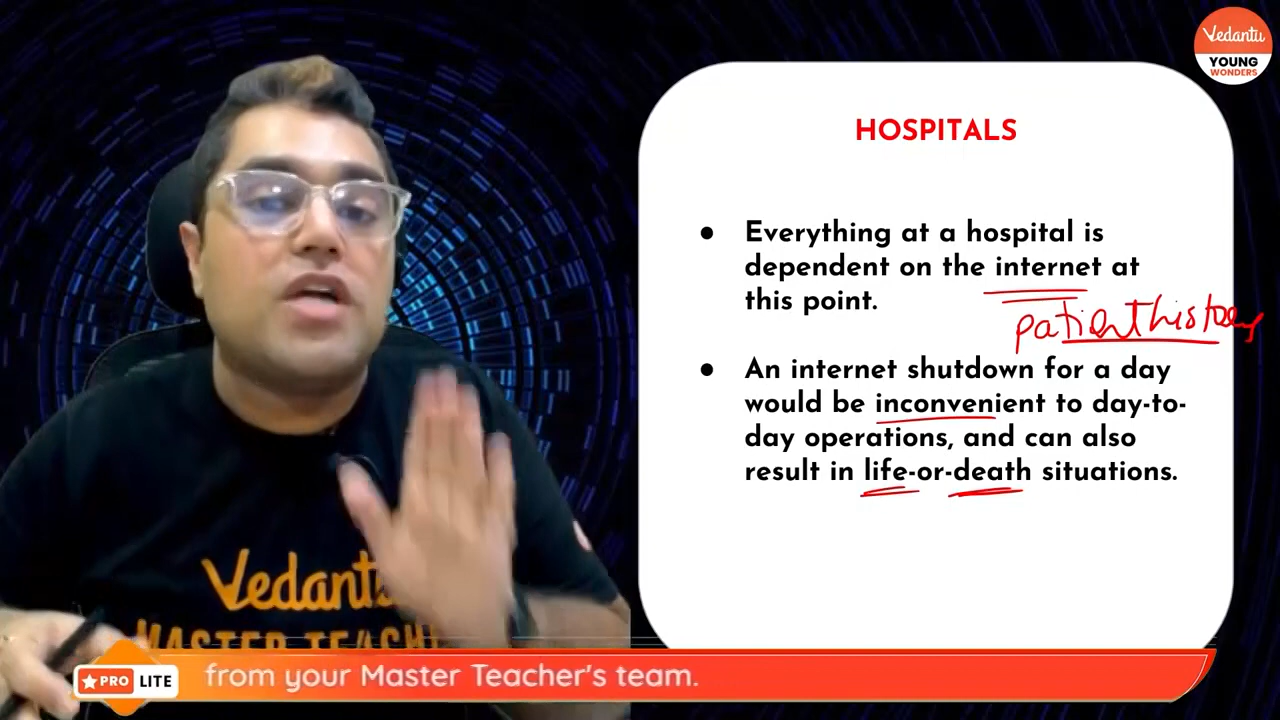 Vedantu
YOUNG
WONDERS
HOSPITALS
• Everything at a hospital is
dependent on the internet at
this point.
patient history
• An internet shutdown for a day
would be inconvenient to day-to-
day operations, and can also
result in life-or-death situations.
Vedantu
MASTER TEACHER
PRO LITE
from your Master Teacher's team.